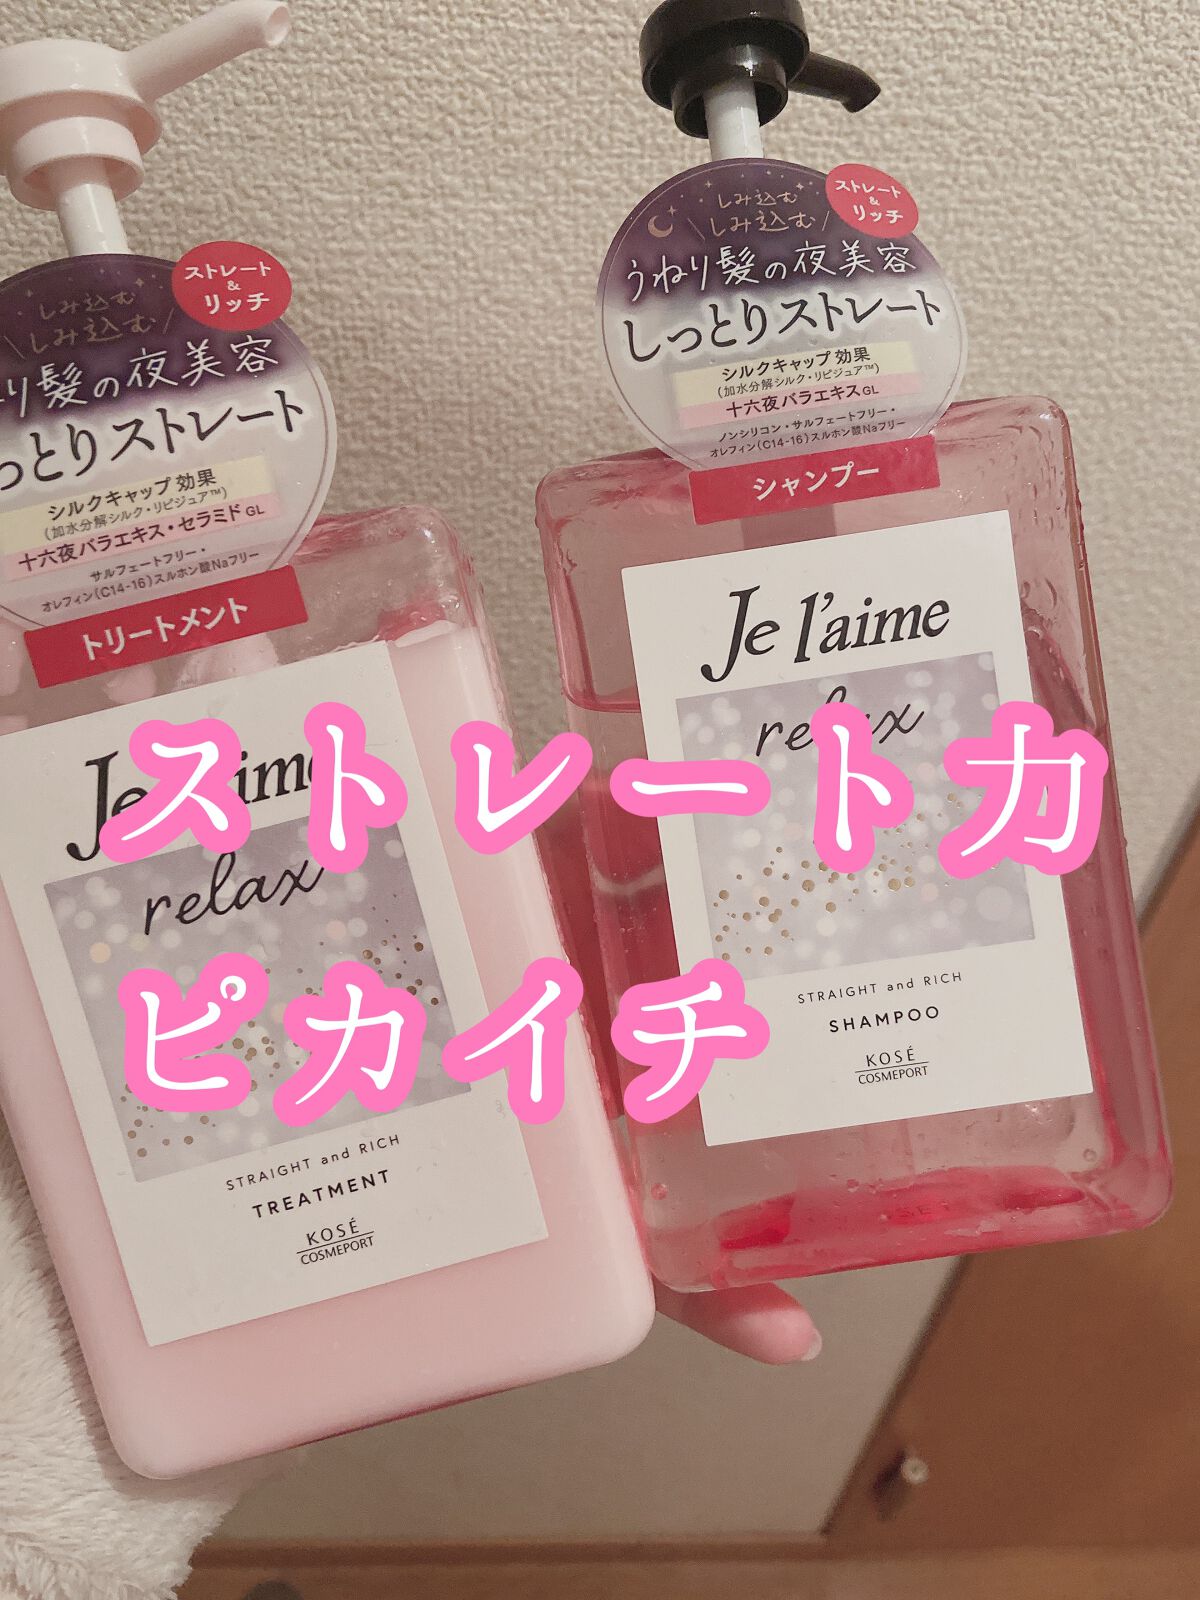 ストレート
&
リッチ
しみ込む
\しみ込む/
り髪の夜美容
っとりストレート
シルクキャップ効果
(加水分解シルク・リピジュア™)
十六夜バラエキス・セラミドGL
サルフェートフリー・
オレフィン(C14-16)スルホン酸Naフリー
トリートメント
ストレート
&
リッチ
しみ込む
\しみ込む/
うねり髪の夜美容
しっとりストレート
シルクキャップ効果
(加水分解シルク・リピジュア™)
十六夜バラエキスGL
ノンシリコン・サルフェートフリー・
オレフィン(C14-16)スルホン酸Naフリー
シャンプー
Je l'aime
relax
STRAIGHT and RICH
SHAMPOO
KOSÉ
COSMEPORT
relax
STRAIGHT and RICH
TREATMENT
KOSÉ
COSMEPORT
ストレート力
ピカイチ